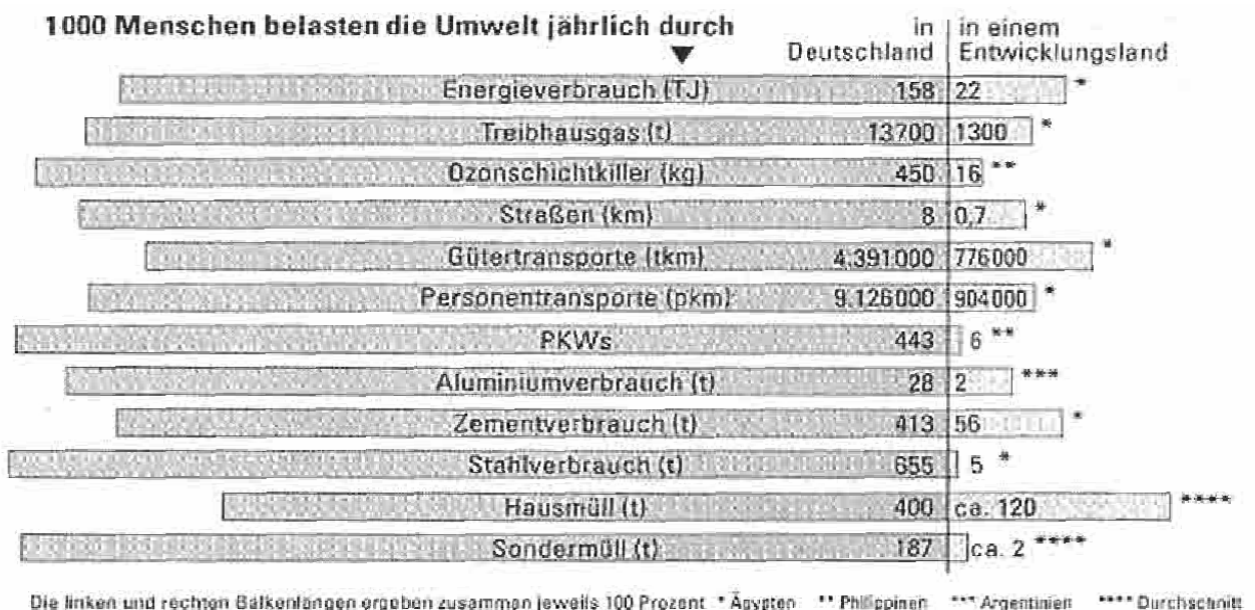 1000 Menschen belasten die Umwelt jährlich durch
in Deutschland
in einem Entwicklungsland
Energieverbrauch (TJ) 158 22 *
Treibhausgas (t) 13700 1300 *
Ozonschichtkiller (kg) 450 16 **
Straßen (km) 8 0,7 *
Gütertransporte (tkm) 4.391000 776000 *
Personentransporte (pkm) 9.126000 904000 *
PKWs 443 6 **
Aluminiumverbrauch (t) 28 2 ***
Zementverbrauch (t) 413 56 *
Stahlverbrauch (t) 655 5 *
Hausmüll (t) 400 ca. 120 ****
Sondermüll (t) 187 ca. 2 ****
Die linken und rechten Balkenlängen ergeben zusammen jeweils 100 Prozent * Ägypten ** Philippinen *** Argentinien **** Durchschnitt